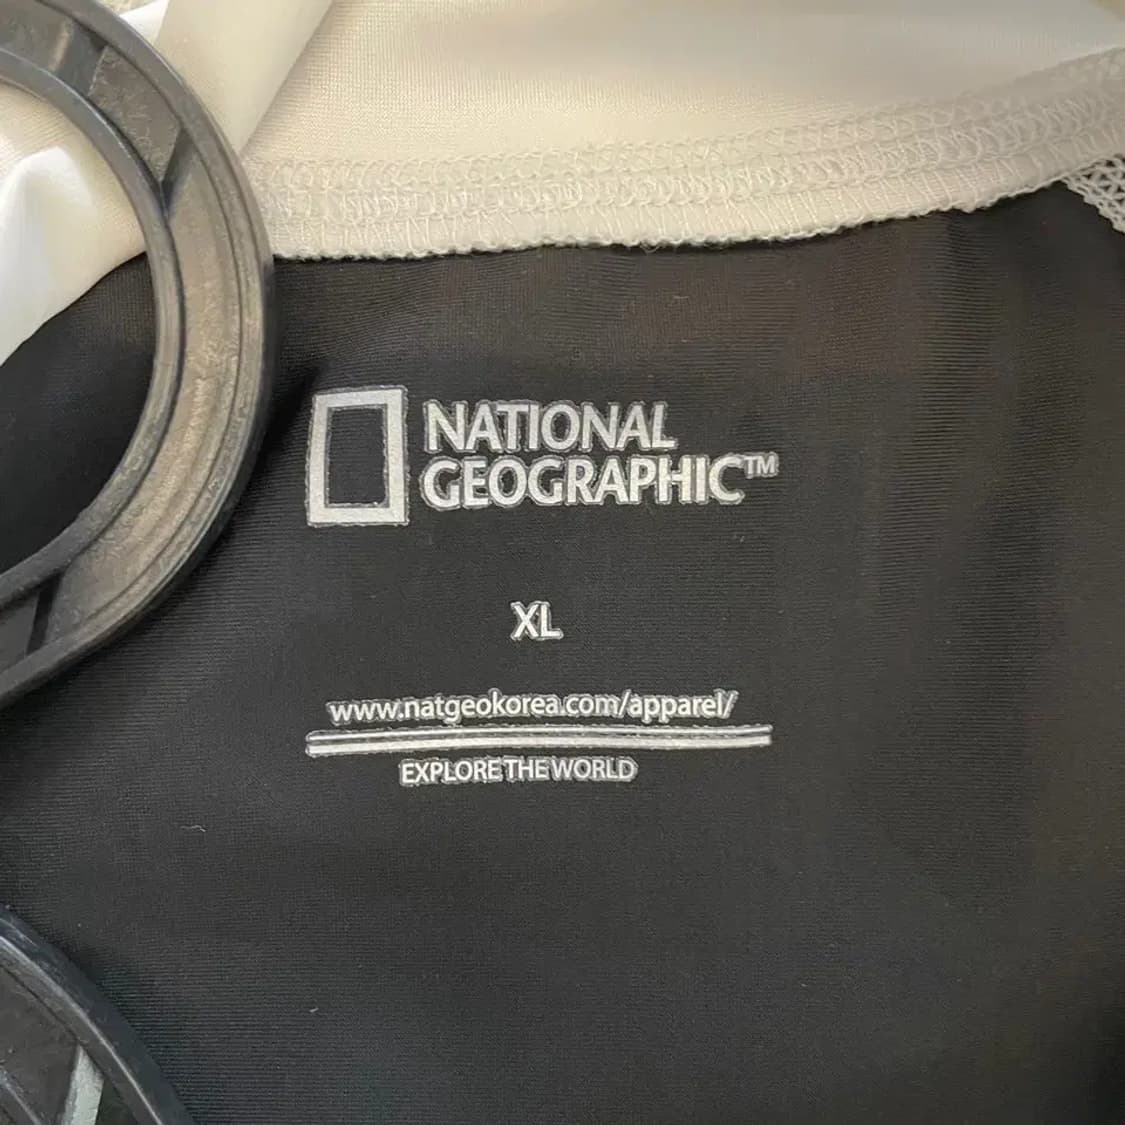 NATIONAL
GEOGRAPHIC™
XL
www.natgeokorea.com/apparel/
EXPLORE THE WORLD